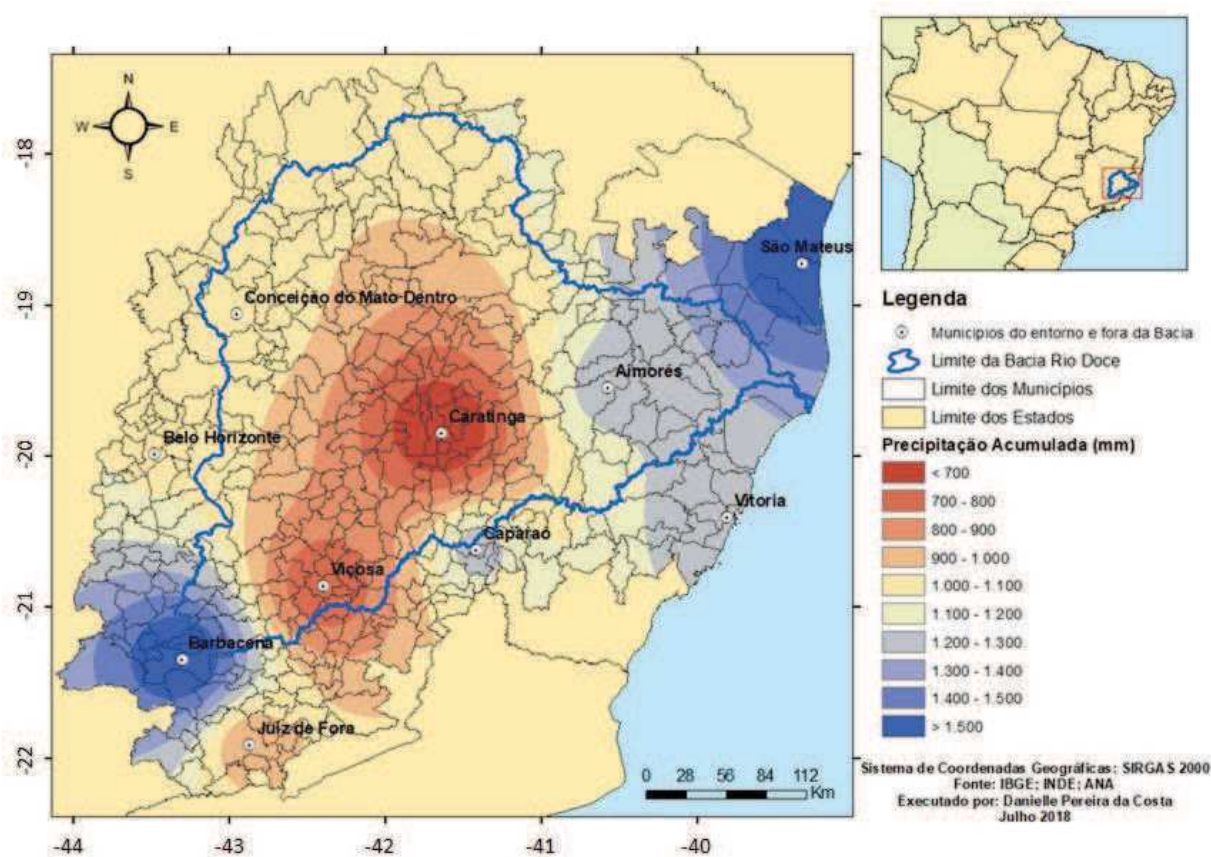 N
W
E
S
-18
-19
-20
-21
-22
-44
-43
-42
-41
-40
São Mateus
Conceição do Mato Dentro
Aimorés
Caratinga
Belo Horizonte
Vitoria
Caparaó
Viçosa
Barbacena
Juiz de Fora
0 28 56 84 112
Km
Legenda
Municipios do entorno e fora da Bacia
Limite da Bacia Rio Doce
Limite dos Municípios
Limite dos Estados
Precipitação Acumulada (mm)
< 700
700 - 800
800 - 900
900 - 1 000
1.000 - 1.100
1.100 - 1 200
1.200 - 1.300
1.300 - 1.400
1.400 - 1.500
> 1.500
Sistema de Coordenadas Geográficas: SIRGAS 2000
Fonte: IBGE; INDE; ANA
Executado por: Danielle Pereira da Costa
Julho 2018